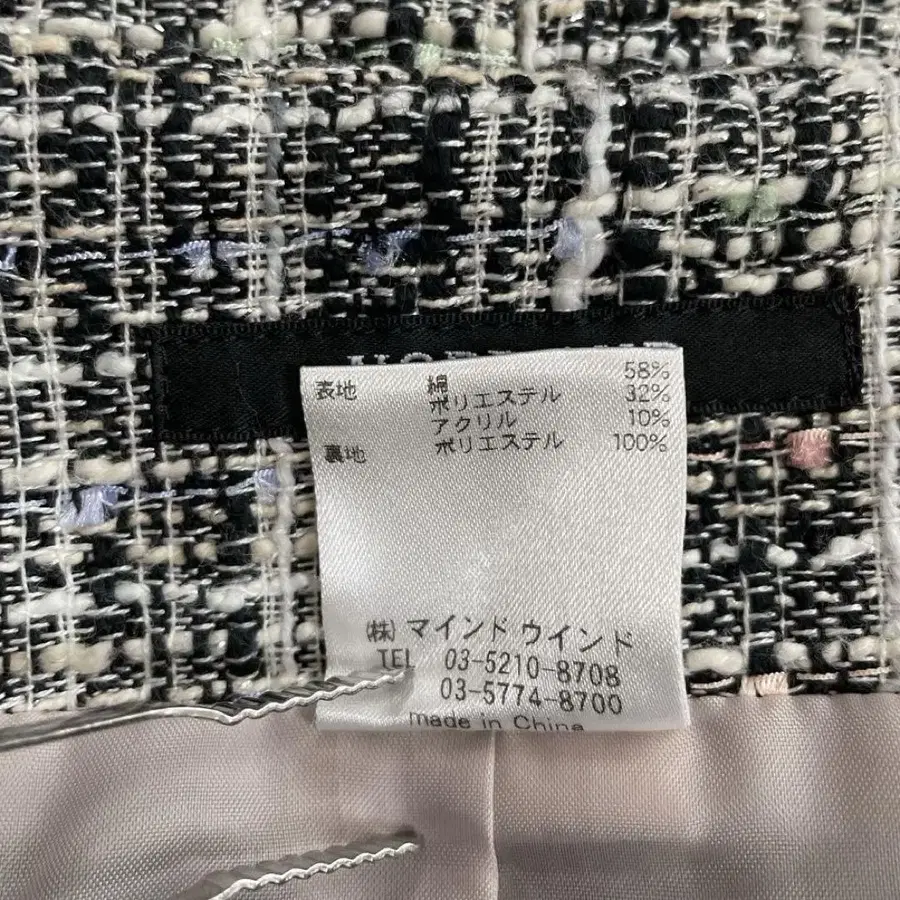 表地 綿 58%
ポリエステル 32%
アクリル 10%
裏地 ポリエステル 100%
㈱ マインド ウインド
TEL 03-5210-8708
03-5774-8700
made in China